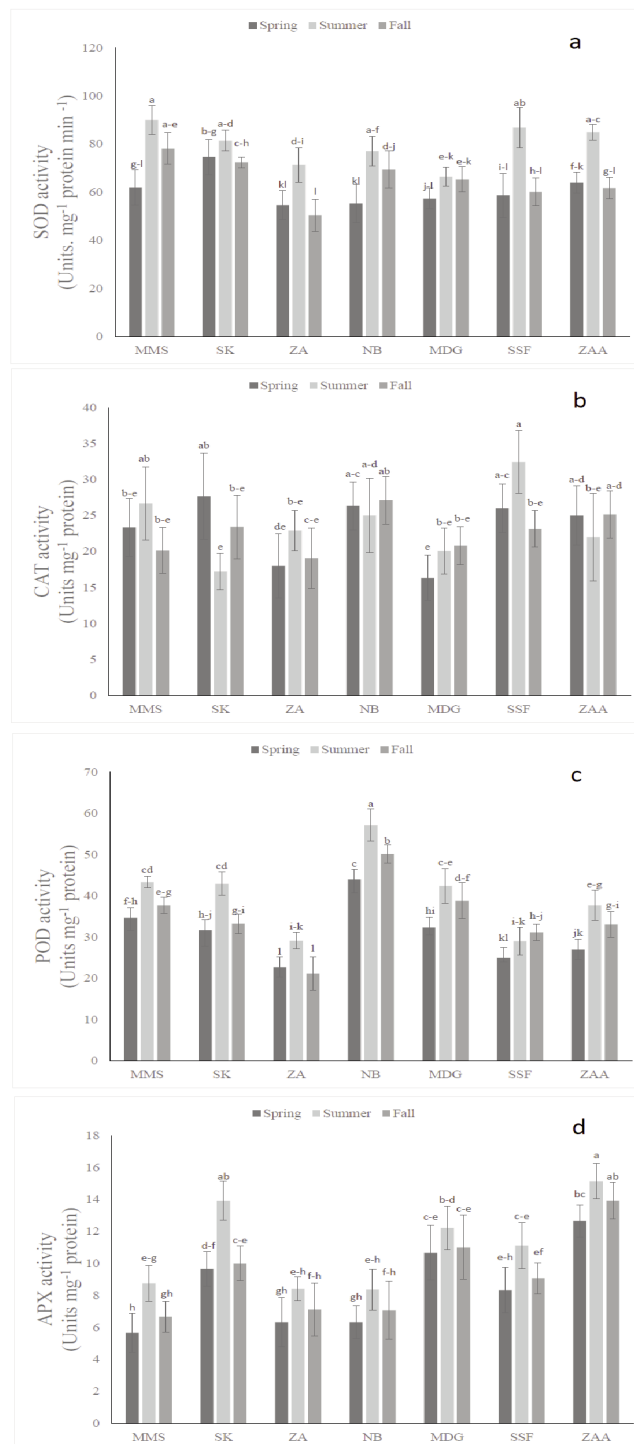 Spring Summer Fall
a
SOD activity
(Units. mg-1 protein min -1)
120
100
80
60
40
20
0
g-l a a-e b-g a-d c-h kl d-i l kl a-f d-j j-l e-k e-k i-l ab h-l f-k a-c g-l
MMS SK ZA NB MDG SSF ZAA
Spring Summer Fall
b
CAT activity
(Units mg-1 protein)
40
35
30
25
20
15
10
5
0
b-e ab b-e ab e b-e de b-e c-e a-c a-d ab e b-e b-e a-c a b-e a-d b-e a-d
MMS SK ZA NB MDG SSF ZAA
Spring Summer Fall
c
POD activity
(Units mg-1 protein)
70
60
50
40
30
20
10
0
f-h cd e-g h-j cd g-i l i-k l c a b hi c-e d-f kl i-k h-j jk e-g g-i
MMS SK ZA NB MDG SSF ZAA
Spring Summer Fall
d
APX activity
(Units mg-1 protein)
18
16
14
12
10
8
6
4
2
0
h e-g gh d-f ab c-e gh e-h f-h gh e-h f-h c-e b-d c-e e-h c-e ef bc a ab
MMS SK ZA NB MDG SSF ZAA